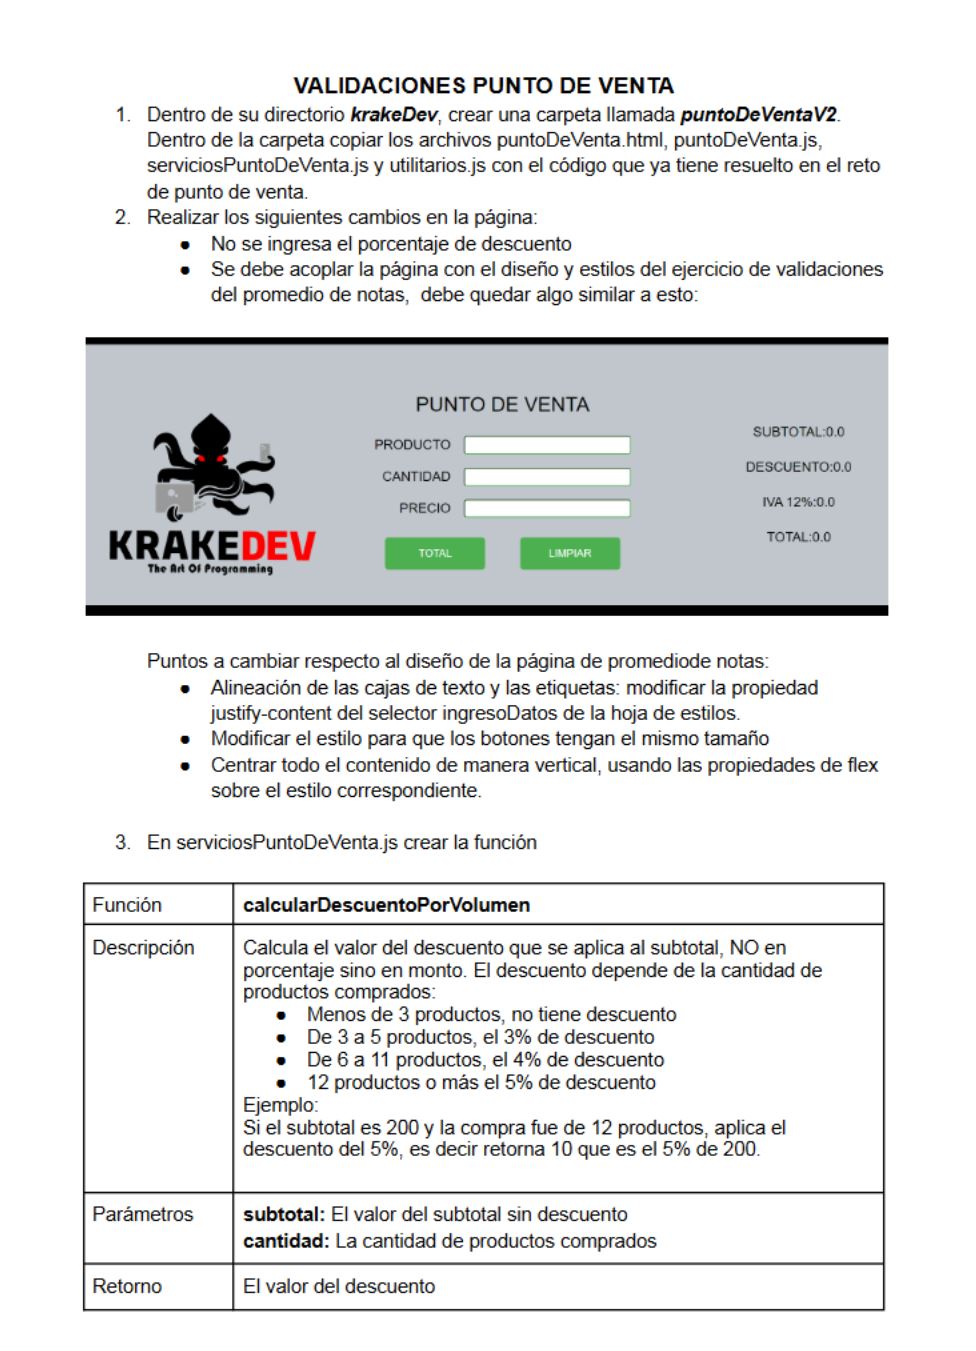 VALIDACIONES PUNTO DE VENTA
1. Dentro de su directorio krakeDev, crear una carpeta llamada puntoDeVentaV2.
Dentro de la carpeta copiar los archivos puntoDeVenta.html, puntoDeVenta.js,
serviciosPuntoDeVenta.js y utilitarios.js con el código que ya tiene resuelto en el reto
de punto de venta.
2. Realizar los siguientes cambios en la página:
● No se ingresa el porcentaje de descuento
● Se debe acoplar la página con el diseño y estilos del ejercicio de validaciones
del promedio de notas, debe quedar algo similar a esto:
KRAKEDEV
The Art Of Programming
PUNTO DE VENTA
PRODUCTO
CANTIDAD
PRECIO
TOTAL LIMPIAR
SUBTOTAL:0.0
DESCUENTO:0.0
IVA 12%:0.0
TOTAL:0.0
Puntos a cambiar respecto al diseño de la página de promediode notas:
● Alineación de las cajas de texto y las etiquetas: modificar la propiedad
justify-content del selector ingresoDatos de la hoja de estilos.
● Modificar el estilo para que los botones tengan el mismo tamaño
● Centrar todo el contenido de manera vertical, usando las propiedades de flex
sobre el estilo correspondiente.
3. En serviciosPuntoDeVenta.js crear la función
Función calcularDescuentoPorVolumen
Descripción Calcula el valor del descuento que se aplica al subtotal, NO en
porcentaje sino en monto. El descuento depende de la cantidad de
productos comprados:
● Menos de 3 productos, no tiene descuento
● De 3 a 5 productos, el 3% de descuento
● De 6 a 11 productos, el 4% de descuento
● 12 productos o más el 5% de descuento
Ejemplo:
Si el subtotal es 200 y la compra fue de 12 productos, aplica el
descuento del 5%, es decir retorna 10 que es el 5% de 200.
Parámetros subtotal: El valor del subtotal sin descuento
cantidad: La cantidad de productos comprados
Retorno El valor del descuento